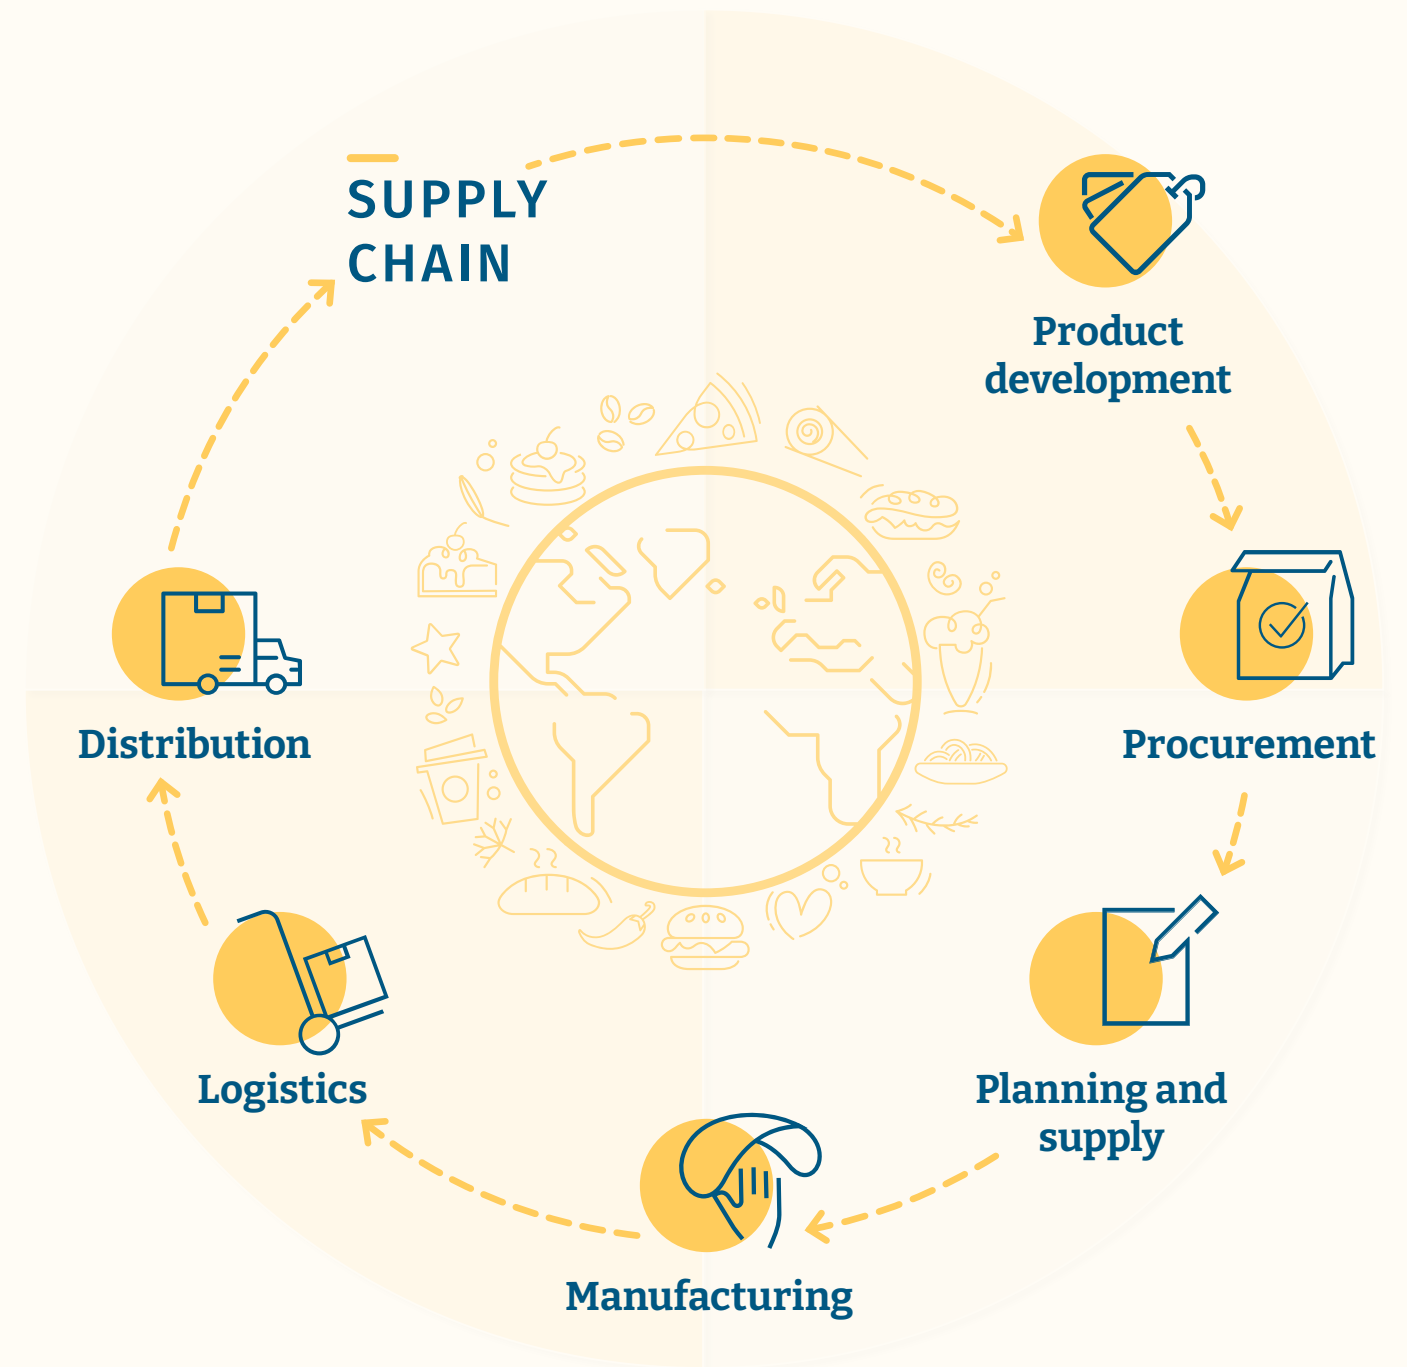 SUPPLY
CHAIN
Product
development
Procurement
Planning and
supply
Manufacturing
Logistics
Distribution